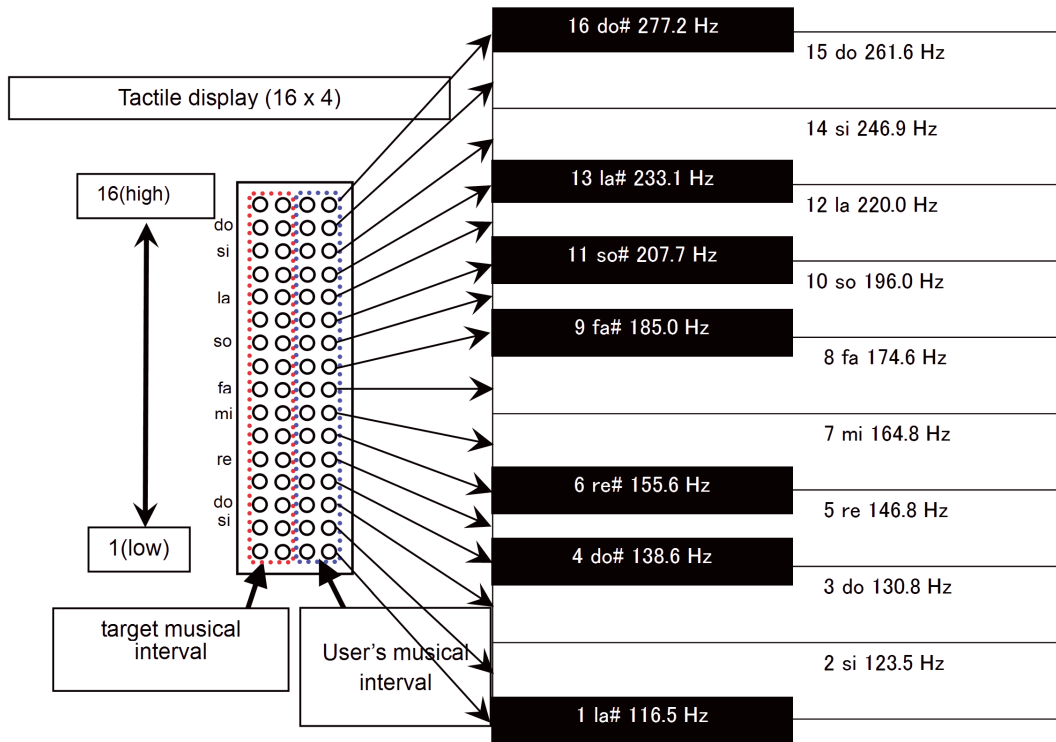 Tactile display (16 x 4)
16(high)
1(low)
do
si
la
so
fa
mi
re
do
si
target musical
interval
User's musical
interval
16 do# 277.2 Hz
15 do 261.6 Hz
14 si 246.9 Hz
13 la# 233.1 Hz
12 la 220.0 Hz
11 so# 207.7 Hz
10 so 196.0 Hz
9 fa# 185.0 Hz
8 fa 174.6 Hz
7 mi 164.8 Hz
6 re# 155.6 Hz
5 re 146.8 Hz
4 do# 138.6 Hz
3 do 130.8 Hz
2 si 123.5 Hz
1 la# 116.5 Hz